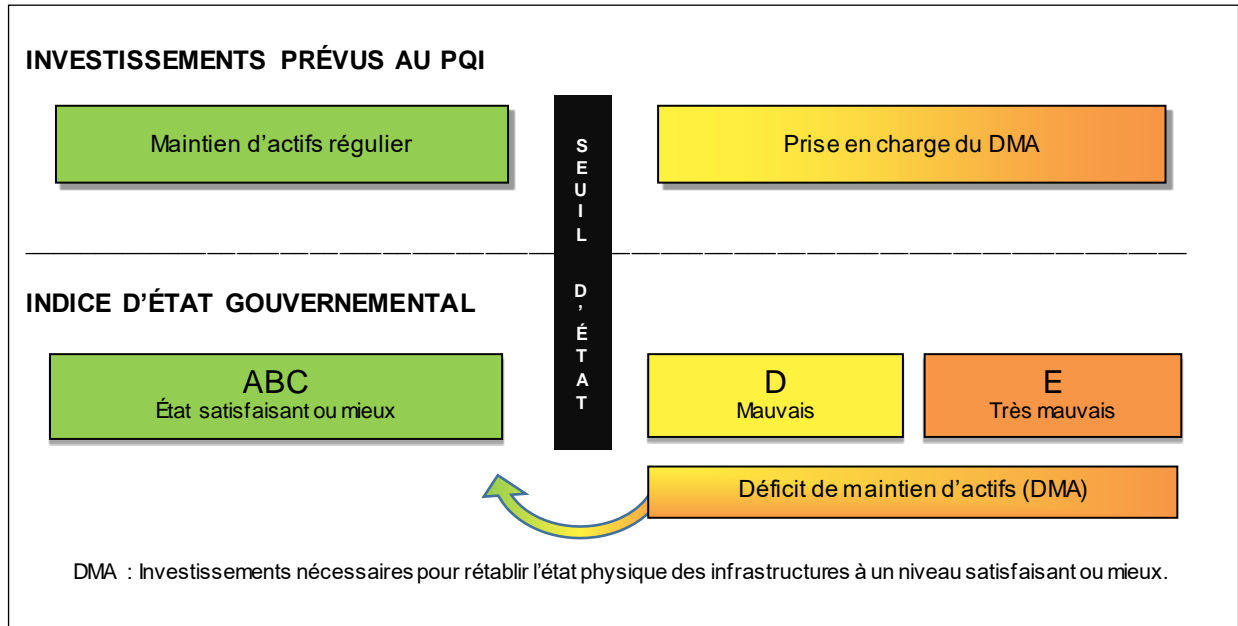 INVESTISSEMENTS PRÉVUS AU PQI
Maintien d'actifs régulier
SEUIL D'ÉTAT
Prise en charge du DMA
INDICE D'ÉTAT GOUVERNEMENTAL
ABC
État satisfaisant ou mieux
D
Mauvais
E
Très mauvais
Déficit de maintien d'actifs (DMA)
DMA : Investissements nécessaires pour rétablir l'état physique des infrastructures à un niveau satisfaisant ou mieux.